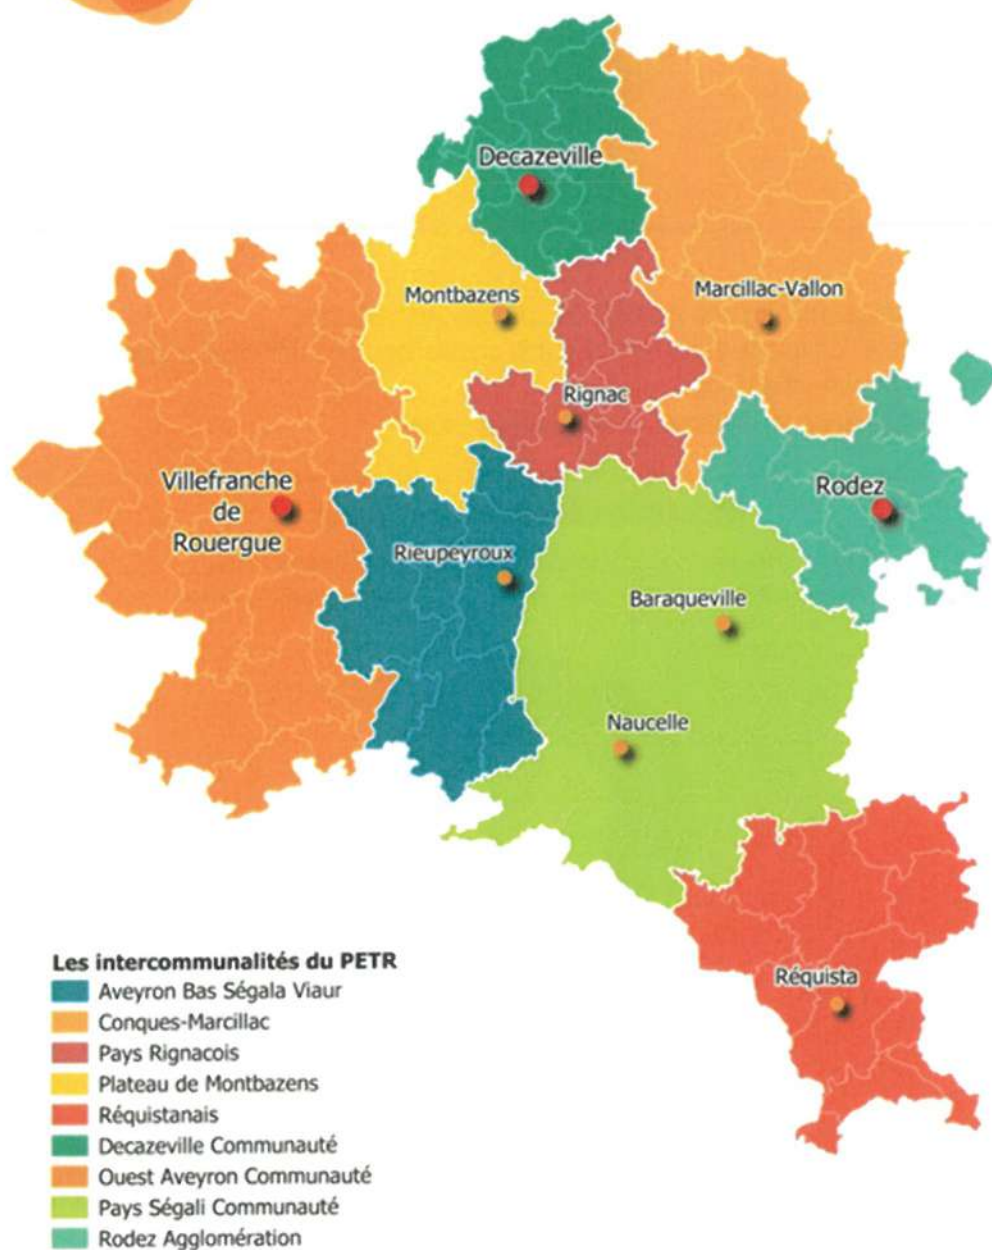 Decazeville
Montbazens
Marcillac-Vallon
Rignac
Villefranche
de
Rouergue
Rodez
Rieupeyroux
Baraqueville
Naucelle
Réquista
Les intercommunalités du PETR
Aveyron Bas Ségala Viaur
Conques-Marcillac
Pays Rignacois
Plateau de Montbazens
Réquistanais
Decazeville Communauté
Ouest Aveyron Communauté
Pays Ségali Communauté
Rodez Agglomération